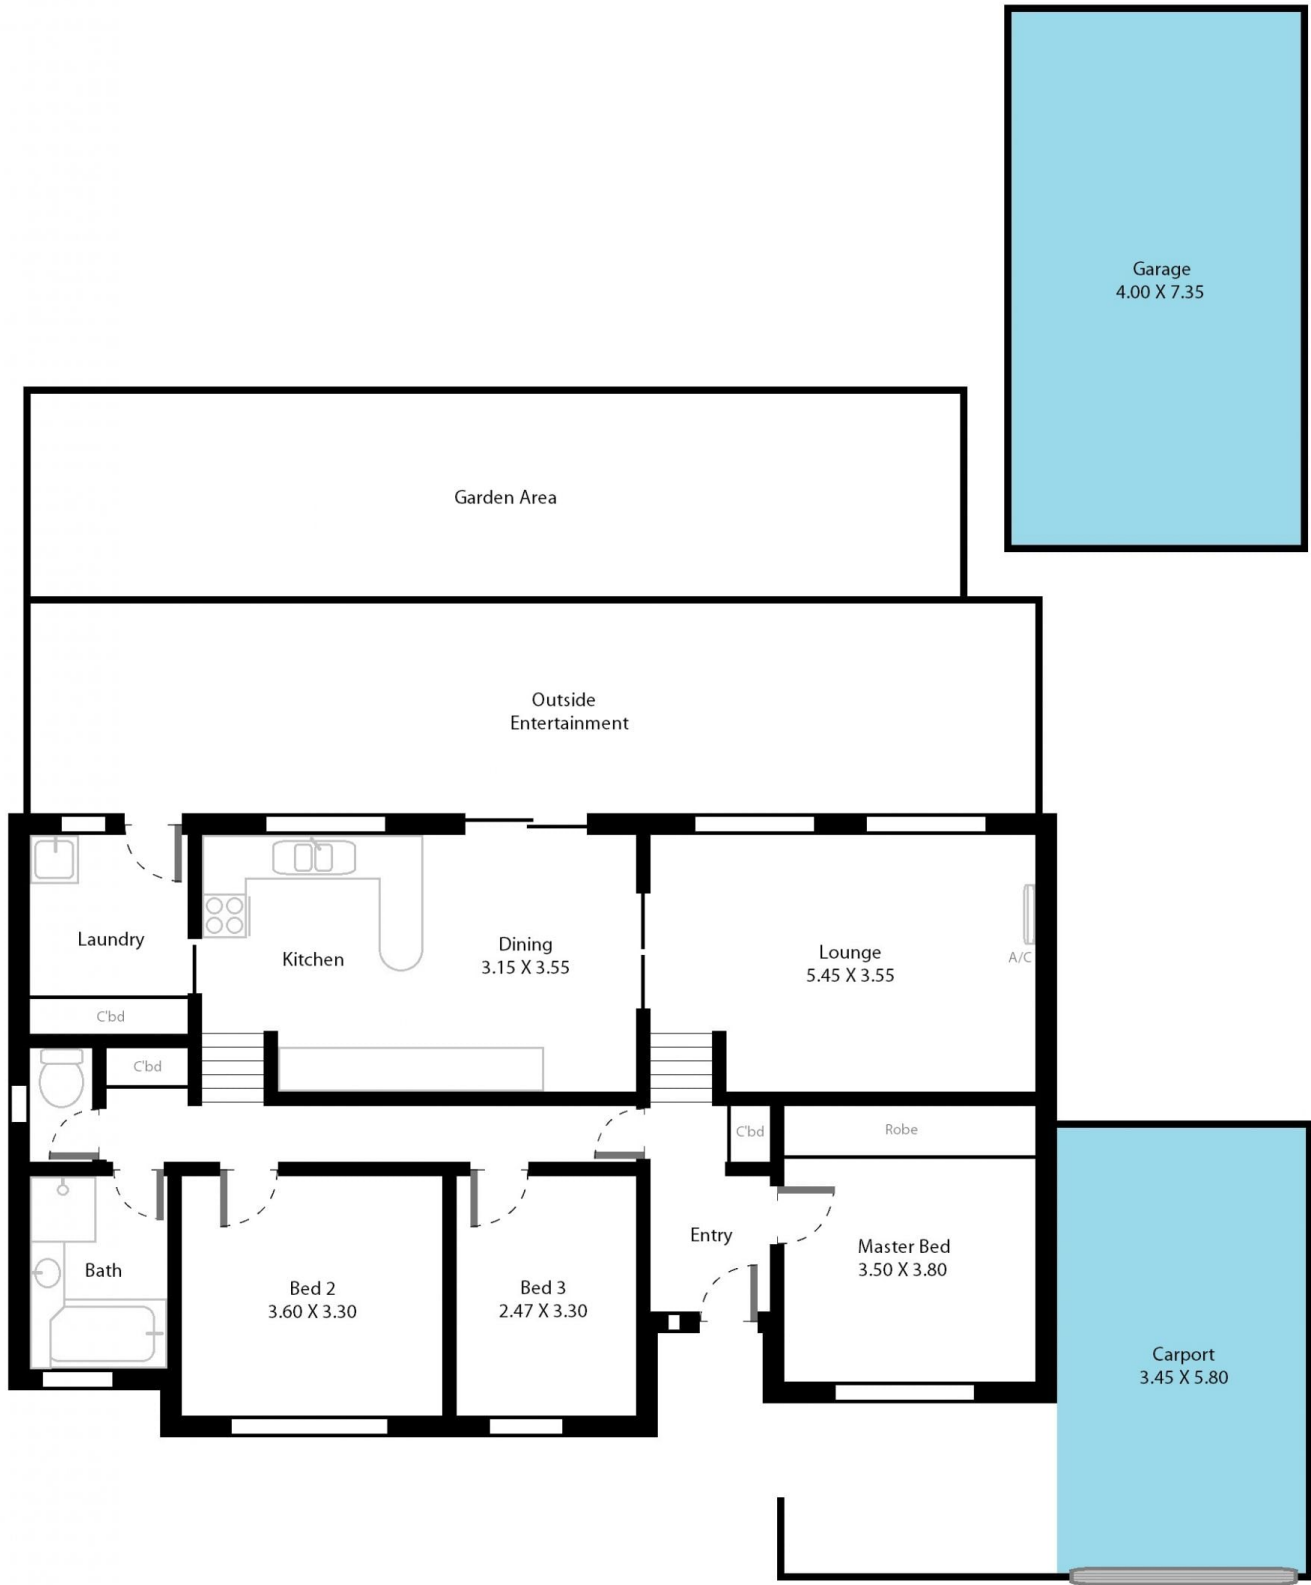 Garage
4.00 X 7.35
Garden Area
Outside
Entertainment
Laundry
Kitchen
Dining
3.15 X 3.55
Lounge
5.45 X 3.55
A/C
C'bd
C'bd
C'bd
Robe
Entry
Master Bed
3.50 X 3.80
Bath
Bed 2
3.60 X 3.30
Bed 3
2.47 X 3.30
Carport
3.45 X 5.80